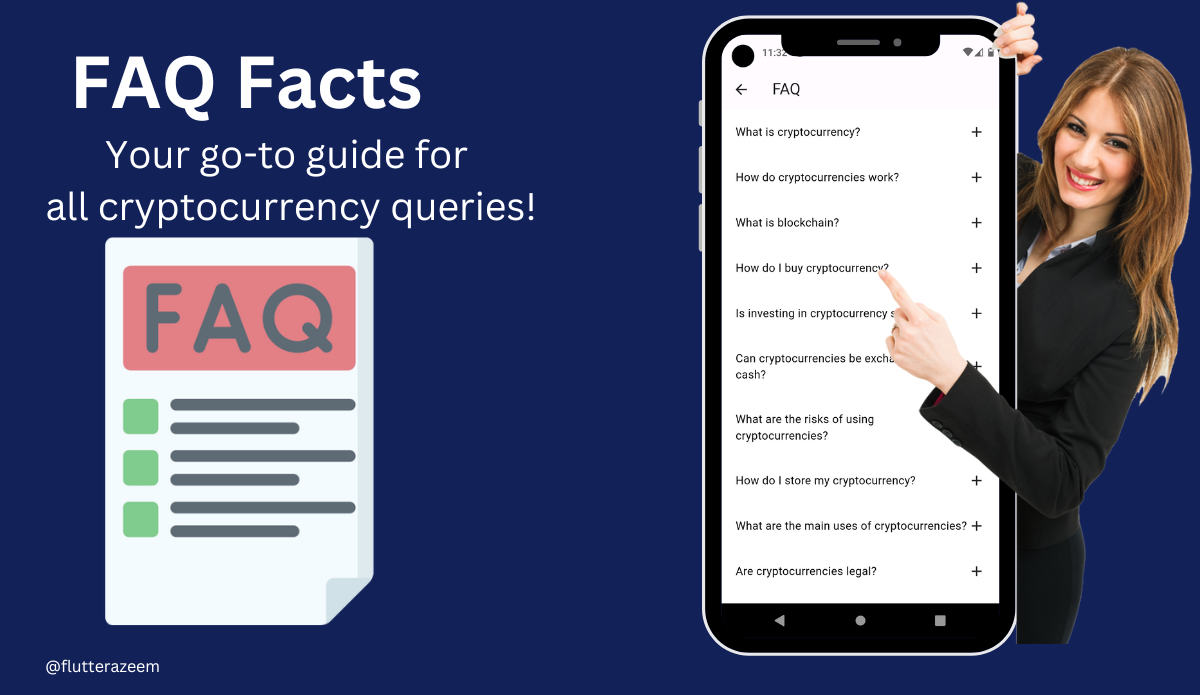 FAQ Facts
Your go-to guide for
all cryptocurrency queries!
FAQ
@flutterazeem
11:32
FAQ
What is cryptocurrency?
How do cryptocurrencies work?
What is blockchain?
How do I buy cryptocurrency?
Is investing in cryptocurrency
Can cryptocurrencies be
cash?
What are the risks of using
cryptocurrencies?
How do I store my cryptocurrency?
What are the main uses of cryptocurrencies?
Are cryptocurrencies legal?